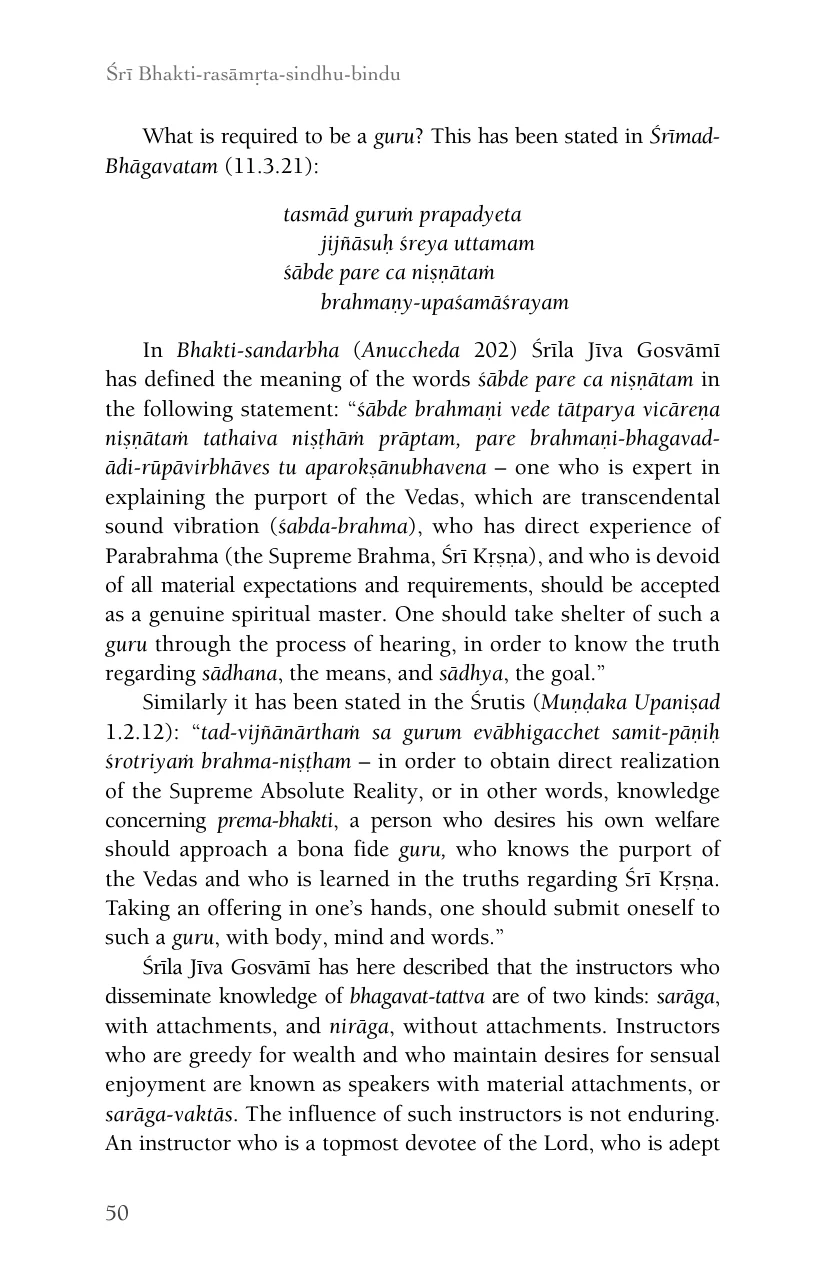 Śrī Bhakti-rasāmṛta-sindhu-bindu
What is required to be a guru? This has been stated in Śrīmad-
Bhāgavatam (11.3.21):
tasmād guruṁ prapadyeta
jijñāsuḥ śreya uttamam
śābde pare ca niṣṇātaṁ
brahmaṇy-upaśamāśrayam
In Bhakti-sandarbha (Anuccheda 202) Śrīla Jīva Gosvāmī
has defined the meaning of the words śābde pare ca niṣṇātam in
the following statement: “śābde brahmaṇi vede tātparya vicāreṇa
niṣṇātaṁ tathaiva niṣṭhāṁ prāptam, pare brahmaṇi-bhagavad-
ādi-rūpāvirbhāves tu aparokṣānubhavena – one who is expert in
explaining the purport of the Vedas, which are transcendental
sound vibration (śabda-brahma), who has direct experience of
Parabrahma (the Supreme Brahma, Śrī Kṛṣṇa), and who is devoid
of all material expectations and requirements, should be accepted
as a genuine spiritual master. One should take shelter of such a
guru through the process of hearing, in order to know the truth
regarding sādhana, the means, and sādhya, the goal.”
Similarly it has been stated in the Śrutis (Muṇḍaka Upaniṣad
1.2.12): “tad-vijñānārthaṁ sa gurum evābhigacchet samit-pāṇiḥ
śrotriyaṁ brahma-niṣṭham – in order to obtain direct realization
of the Supreme Absolute Reality, or in other words, knowledge
concerning prema-bhakti, a person who desires his own welfare
should approach a bona fide guru, who knows the purport of
the Vedas and who is learned in the truths regarding Śrī Kṛṣṇa.
Taking an offering in one’s hands, one should submit oneself to
such a guru, with body, mind and words.”
Śrīla Jīva Gosvāmī has here described that the instructors who
disseminate knowledge of bhagavat-tattva are of two kinds: sarāga,
with attachments, and nirāga, without attachments. Instructors
who are greedy for wealth and who maintain desires for sensual
enjoyment are known as speakers with material attachments, or
sarāga-vaktās. The influence of such instructors is not enduring.
An instructor who is a topmost devotee of the Lord, who is adept
50